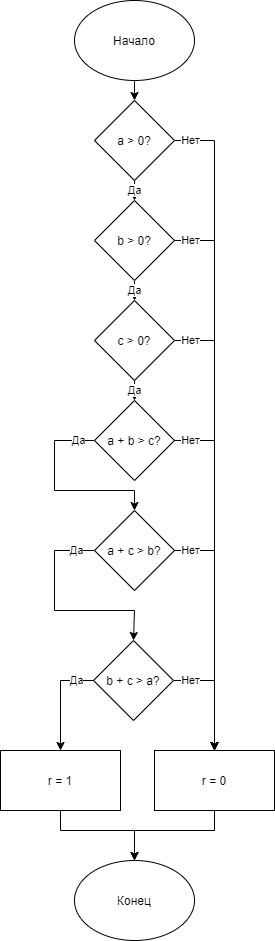 Начало
a > 0?
Нет
Да
b > 0?
Нет
Да
c > 0?
Нет
Да
a + b > c?
Да
Нет
a + c > b?
Да
Нет
b + c > a?
Да
Нет
r = 1
r = 0
Конец